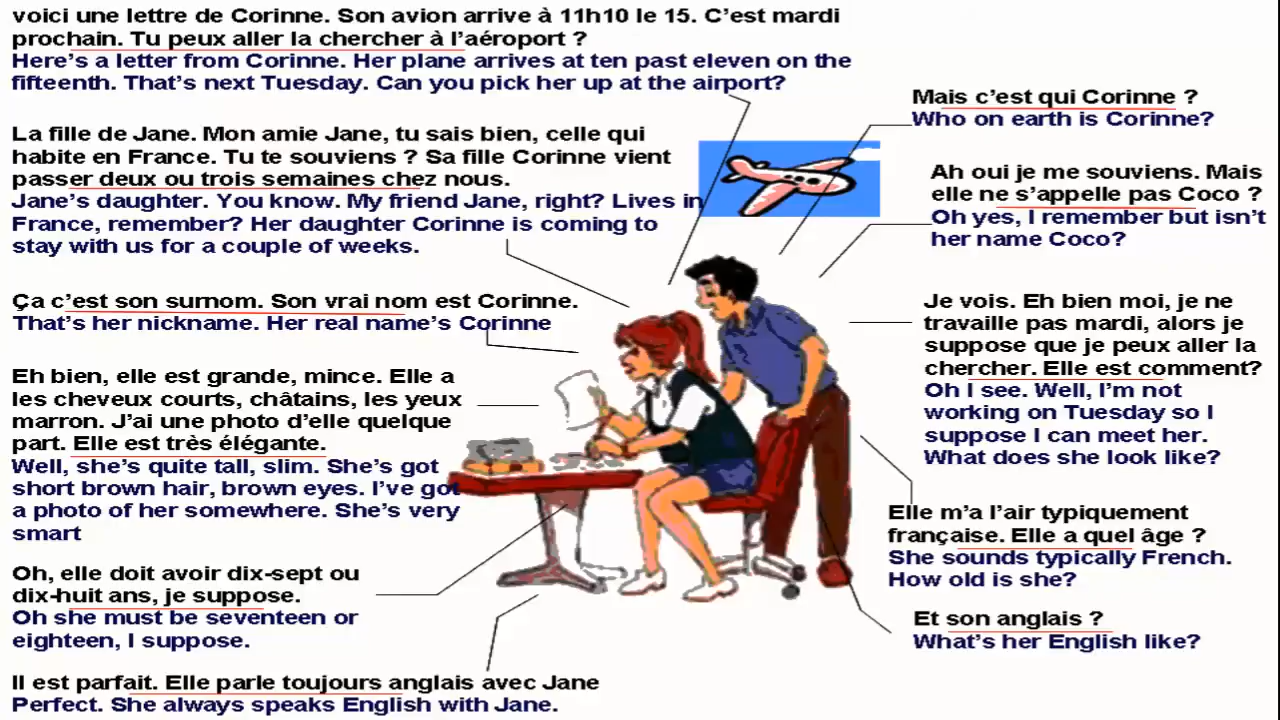 voici une lettre de Corinne. Son avion arrive à 11h10 le 15. C’est mardi
prochain. Tu peux aller la chercher à l’aéroport ?
Here’s a letter from Corinne. Her plane arrives at ten past eleven on the
fifteenth. That’s next Tuesday. Can you pick her up at the airport?
Mais c’est qui Corinne ?
Who on earth is Corinne?
La fille de Jane. Mon amie Jane, tu sais bien, celle qui
habite en France. Tu te souviens ? Sa fille Corinne vient
passer deux ou trois semaines chez nous.
Jane’s daughter. You know. My friend Jane, right? Lives in
France, remember? Her daughter Corinne is coming to
stay with us for a couple of weeks.
Ah oui je me souviens. Mais
elle ne s’appelle pas Coco ?
Oh yes, I remember but isn’t
her name Coco?
Ça c’est son surnom. Son vrai nom est Corinne.
That’s her nickname. Her real name’s Corinne
Je vois. Eh bien moi, je ne
travaille pas mardi, alors je
suppose que je peux aller la
chercher. Elle est comment?
Oh I see. Well, I’m not
working on Tuesday so I
suppose I can meet her.
What does she look like?
Eh bien, elle est grande, mince. Elle a
les cheveux courts, châtains, les yeux
marron. J’ai une photo d’elle quelque
part. Elle est très élégante.
Well, she’s quite tall, slim. She’s got
short brown hair, brown eyes. I’ve got
a photo of her somewhere. She’s very
smart
Elle m’a l’air typiquement
française. Elle a quel âge ?
She sounds typically French.
How old is she?
Oh, elle doit avoir dix-sept ou
dix-huit ans, je suppose.
Oh she must be seventeen or
eighteen, I suppose.
Et son anglais ?
What’s her English like?
Il est parfait. Elle parle toujours anglais avec Jane
Perfect. She always speaks English with Jane.